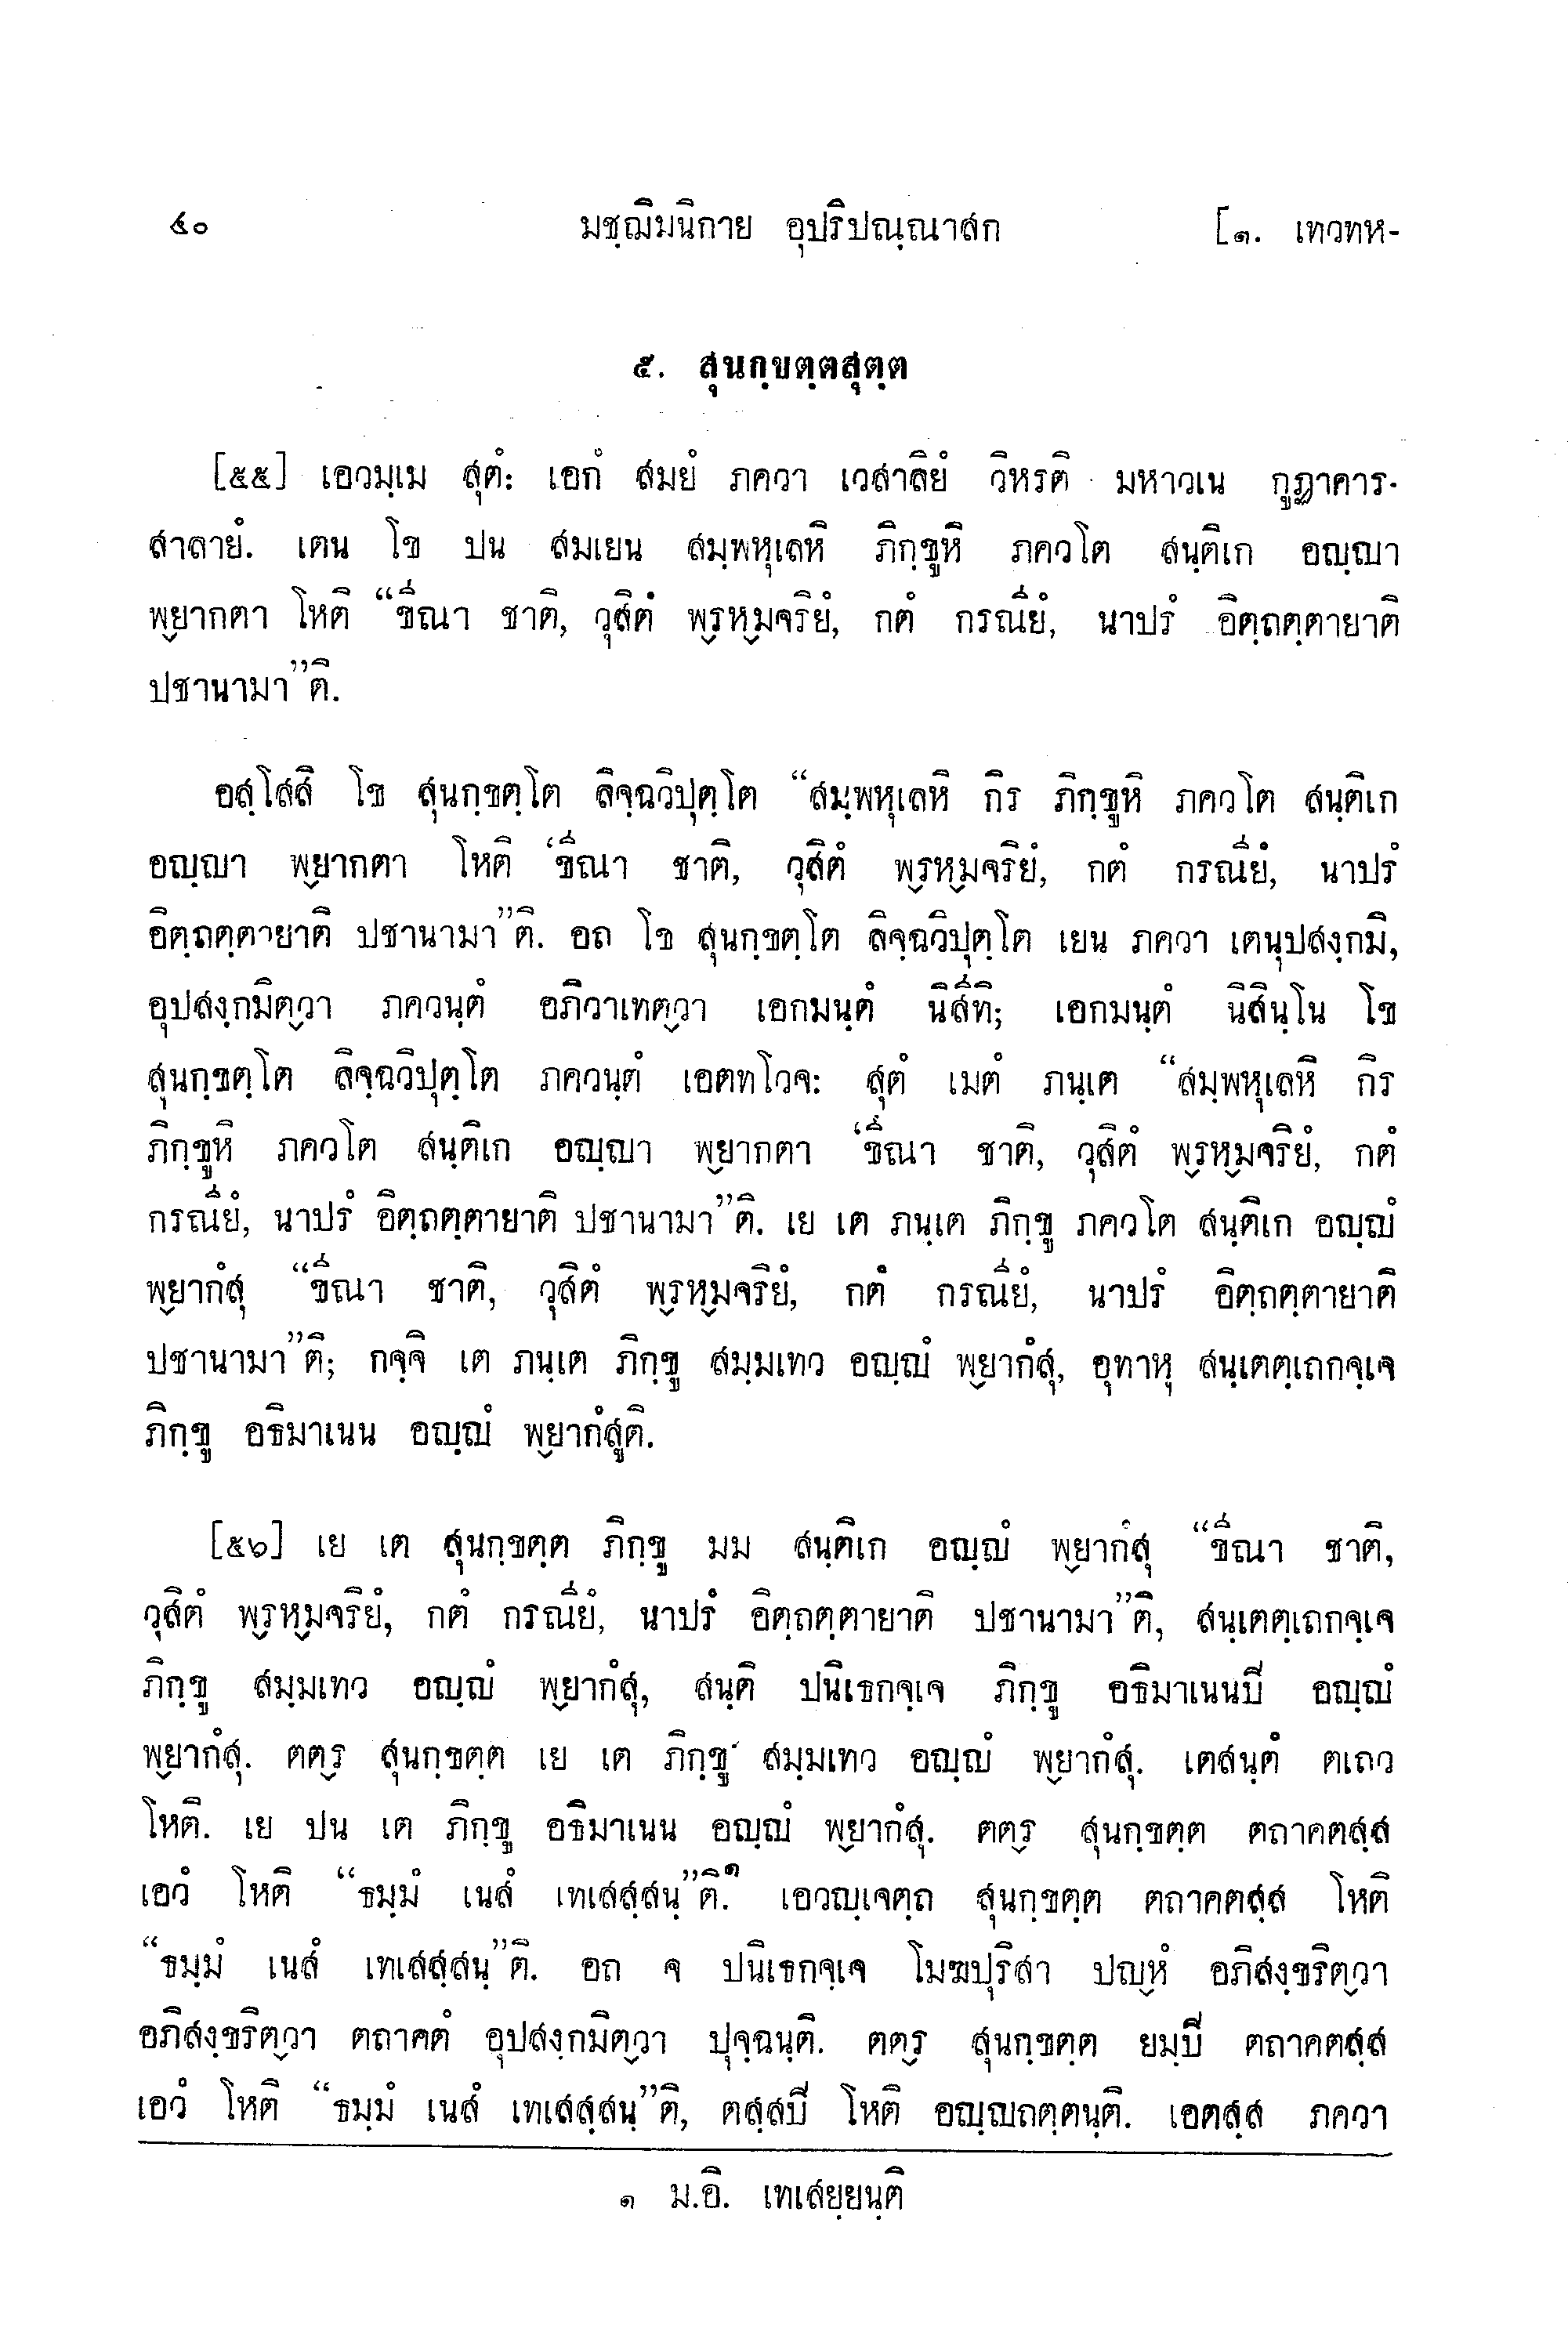 ๔๐ มชฺฌิมนิกาย อุปริปณฺณาสก [๑. เทวทห-
๕. สุนกฺขตฺตสุตฺต
[๕๕] เอวมฺเม สุตํ: เอกํ สมยํ ภควา เวสาลิยํ วิหรติ มหาวเน กูฏาคาร-
สาลายํ. เตน โข ปน สมเยน สมฺพหุเลหิ ภิกฺขูหิ ภควโต สนฺติเก อญฺญา
พฺยากตา โหติ “ขีณา ชาติ, วุสิตํ พฺรหฺมจริยํ, กตํ กรณียํ, นาปรํ อิตฺถตฺตายาติ
ปชานามา”ติ.
อสฺโสสิ โข สุนกฺขตฺโต ลิจฺฉวิปุตฺโต “สมฺพหุเลหิ กิร ภิกฺขูหิ ภควโต สนฺติเก
อญฺญา พฺยากตา โหติ ‘ขีณา ชาติ, วุสิตํ พฺรหฺมจริยํ, กตํ กรณียํ, นาปรํ
อิตฺถตฺตายาติ ปชานามา”ติ. อถ โข สุนกฺขตฺโต ลิจฺฉวิปุตฺโต เยน ภควา เตนุปสงฺกมิ,
อุปสงฺกมิตฺวา ภควนฺตํ อภิวาเทตฺวา เอกมนฺตํ นิสีทิ; เอกมนฺตํ นิสินฺโน โข
สุนกฺขตฺโต ลิจฺฉวิปุตฺโต ภควนฺตํ เอตทโวจ: สุตํ เมตํ ภนฺเต “สมฺพหุเลหิ กิร
ภิกฺขูหิ ภควโต สนฺติเก อญฺญา พฺยากตา ‘ขีณา ชาติ, วุสิตํ พฺรหฺมจริยํ, กตํ
กรณียํ, นาปรํ อิตฺถตฺตายาติ ปชานามา”ติ. เย เต ภนฺเต ภิกฺขู ภควโต สนฺติเก อญฺญํ
พฺยากํสุ “ขีณา ชาติ, วุสิตํ พฺรหฺมจริยํ, กตํ กรณียํ, นาปรํ อิตฺถตฺตายาติ
ปชานามา”ติ; กจฺจิ เต ภนฺเต ภิกฺขู สมฺมเทว อญฺญํ พฺยากํสุ, อุทาหุ สนฺเตตฺเถกจฺเจ
ภิกฺขู อธิมาเนน อญฺญํ พฺยากํสูติ.
[๕๖] เย เต สุนกฺขตฺต ภิกฺขู มม สนฺติเก อญฺญํ พฺยากํสุ “ขีณา ชาติ,
วุสิตํ พฺรหฺมจริยํ, กตํ กรณียํ, นาปรํ อิตฺถตฺตายาติ ปชานามา”ติ, สนฺเตตฺเถกจฺเจ
ภิกฺขู สมฺมเทว อญฺญํ พฺยากํสุ, สนฺติ ปนิเธกจฺเจ ภิกฺขู อธิมาเนนปี อญฺญํ
พฺยากํสุ. ตตฺร สุนกฺขตฺต เย เต ภิกฺขู สมฺมเทว อญฺญํ พฺยากํสุ. เตสนฺตํ ตเถว
โหติ. เย ปน เต ภิกฺขู อธิมาเนน อญฺญํ พฺยากํสุ. ตตฺร สุนกฺขตฺต ตถาคตสฺส
เอวํ โหติ “ธมฺมํ เนสํ เทเสสฺสนฺ”ติ.๑ เอวญฺเจตฺถ สุนกฺขตฺต ตถาคตสฺส โหติ
“ธมฺมํ เนสํ เทเสสฺสนฺ”ติ. อถ จ ปนิเธกจฺเจ โมฆปุริสา ปญฺหํ อภิสงฺขริตฺวา
อภิสงฺขริตฺวา ตถาคตํ อุปสงฺกมิตฺวา ปุจฺฉนฺติ. ตตฺร สุนกฺขตฺต ยมฺปี ตถาคตสฺส
เอวํ โหติ “ธมฺมํ เนสํ เทเสสฺสนฺ”ติ, ตสฺสปี โหติ อญฺญถตฺตนฺติ. เอตสฺส ภควา
๑ ม.อิ. เทเสยฺยนฺติ